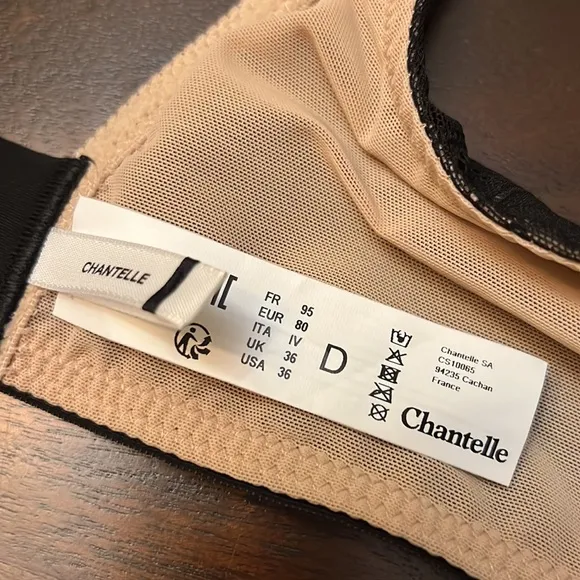 CHANTELLE
FR 95
EUR 80
ITA IV
UK 36
USA 36
D
Chantelle SA
CS10065
94235 Cachan
France
Chantelle